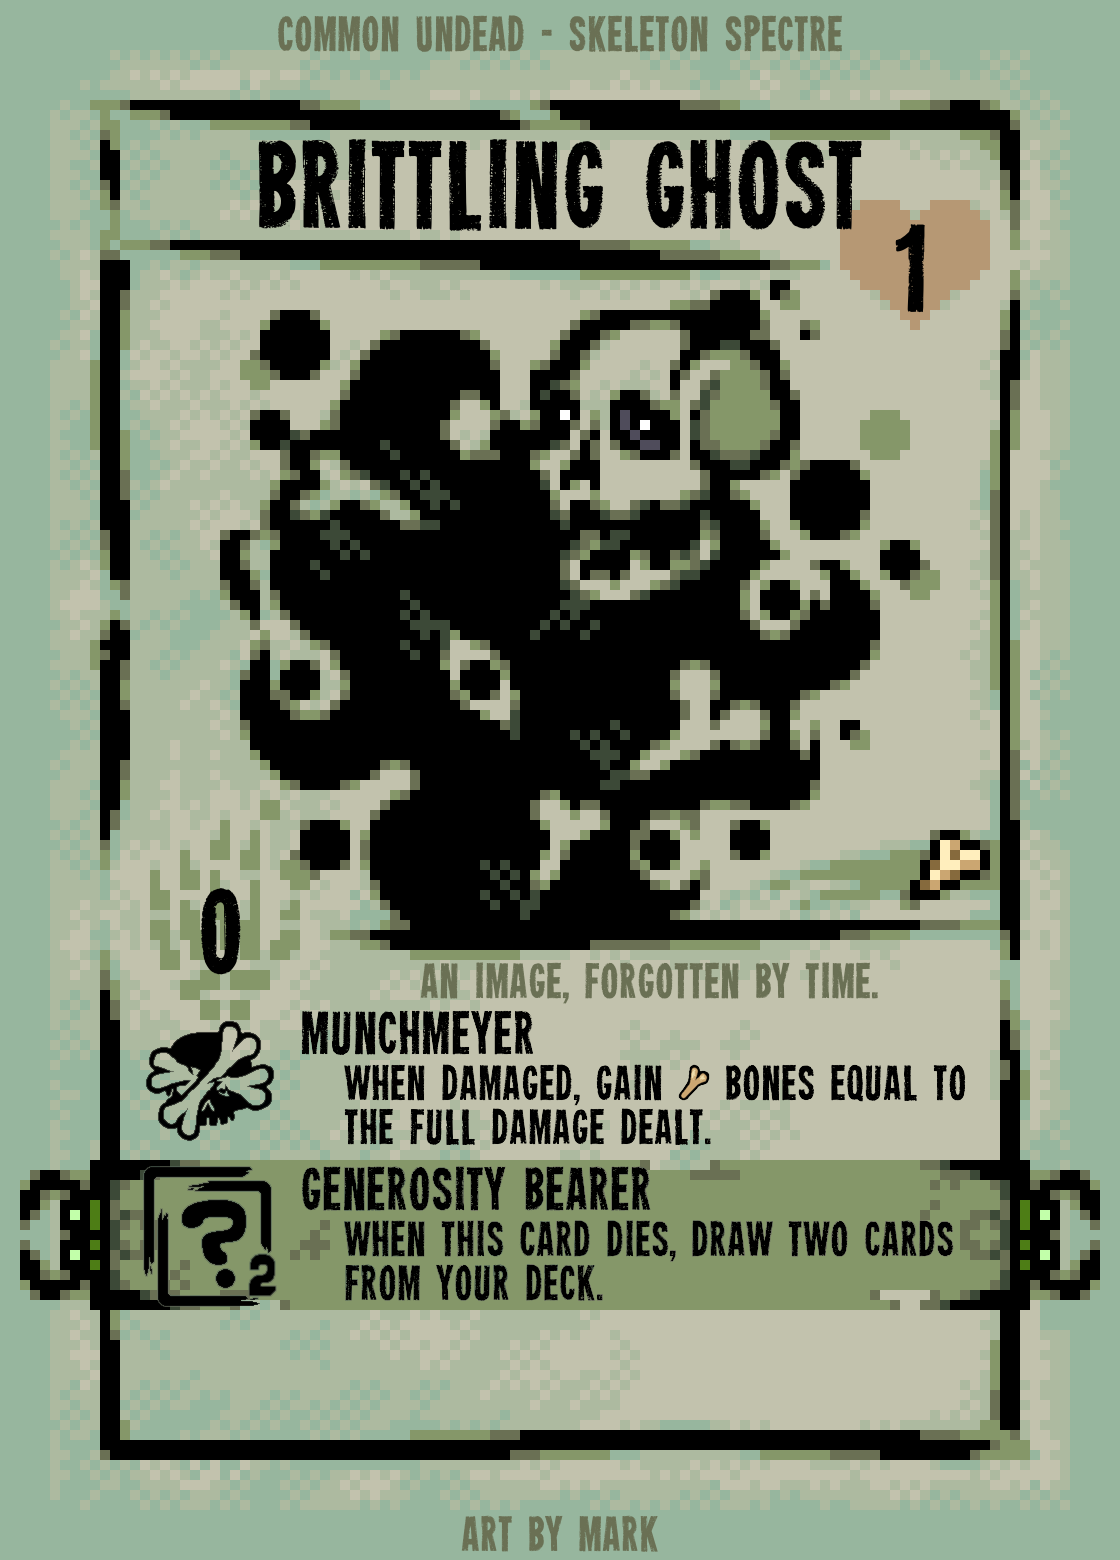 COMMON UNDEAD - SKELETON SPECTRE
BRITTLING GHOST
1
0
AN IMAGE, FORGOTTEN BY TIME.
MUNCHMEYER
WHEN DAMAGED, GAIN BONES EQUAL TO
THE FULL DAMAGE DEALT.
GENEROSITY BEARER
?2
WHEN THIS CARD DIES, DRAW TWO CARDS
FROM YOUR DECK.
ART BY MARK